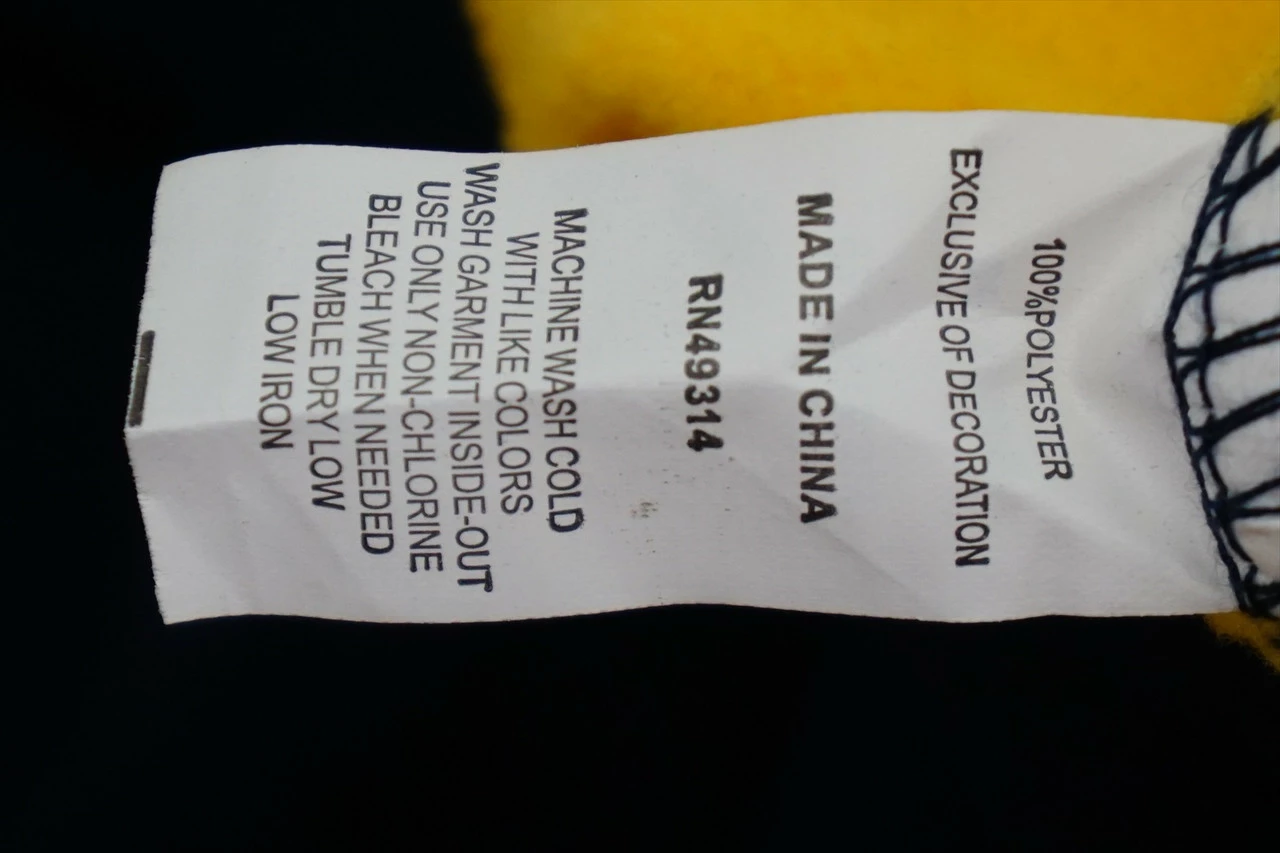 100%POLYESTER
EXCLUSIVE OF DECORATION
MADE IN CHINA
RN49314
MACHINE WASH COLD
WITH LIKE COLORS
WASH GARMENT INSIDE-OUT
USE ONLY NON-CHLORINE
BLEACH WHEN NEEDED
TUMBLE DRY LOW
LOW IRON